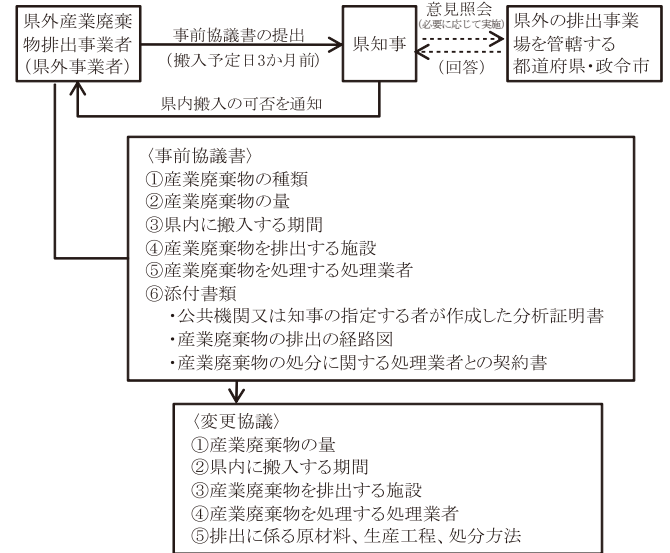 県外産業廃棄
物排出事業者
(県外事業者)
事前協議書の提出
(搬入予定日3か月前)
県知事
意見照会
(必要に応じて実施)
(回答)
県外の排出事業
場を管轄する
都道府県・政令市
県内搬入の可否を通知
〈事前協議書〉
①産業廃棄物の種類
②産業廃棄物の量
③県内に搬入する期間
④産業廃棄物を排出する施設
⑤産業廃棄物を処理する処理業者
⑥添付書類
・公共機関又は知事の指定する者が作成した分析証明書
・産業廃棄物の排出の経路図
・産業廃棄物の処分に関する処理業者との契約書
〈変更協議〉
①産業廃棄物の量
②県内に搬入する期間
③産業廃棄物を排出する施設
④産業廃棄物を処理する処理業者
⑤排出に係る原材料、生産工程、処分方法